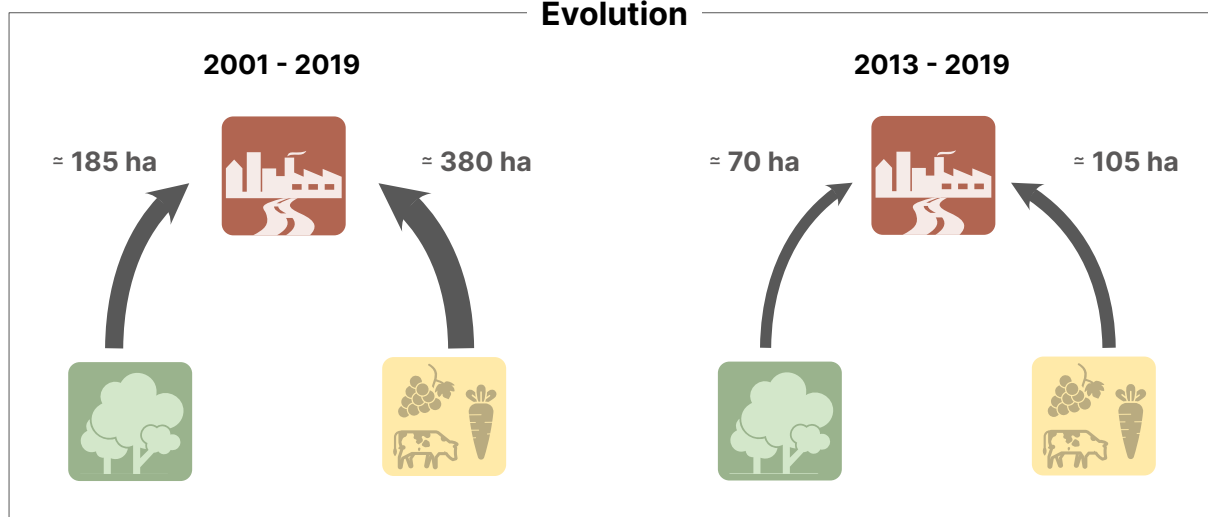 Evolution
2001 - 2019
2013 - 2019
≃ 185 ha
≃ 380 ha
≃ 70 ha
≃ 105 ha